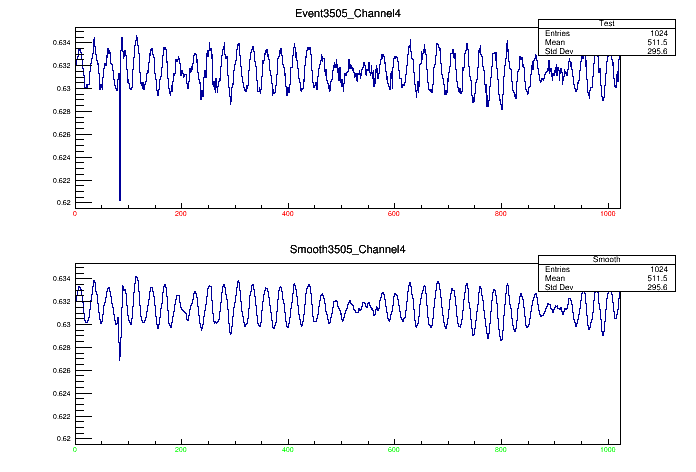 Event3505_Channel4
Test
Entries 1024
Mean 511.5
Std Dev 295.6
0.634
0.632
0.63
0.628
0.626
0.624
0.622
0.62
0 200 400 600 800 1000
Smooth3505_Channel4
Smooth
Entries 1024
Mean 511.5
Std Dev 295.6
0.634
0.632
0.63
0.628
0.626
0.624
0.622
0.62
0 200 400 600 800 1000